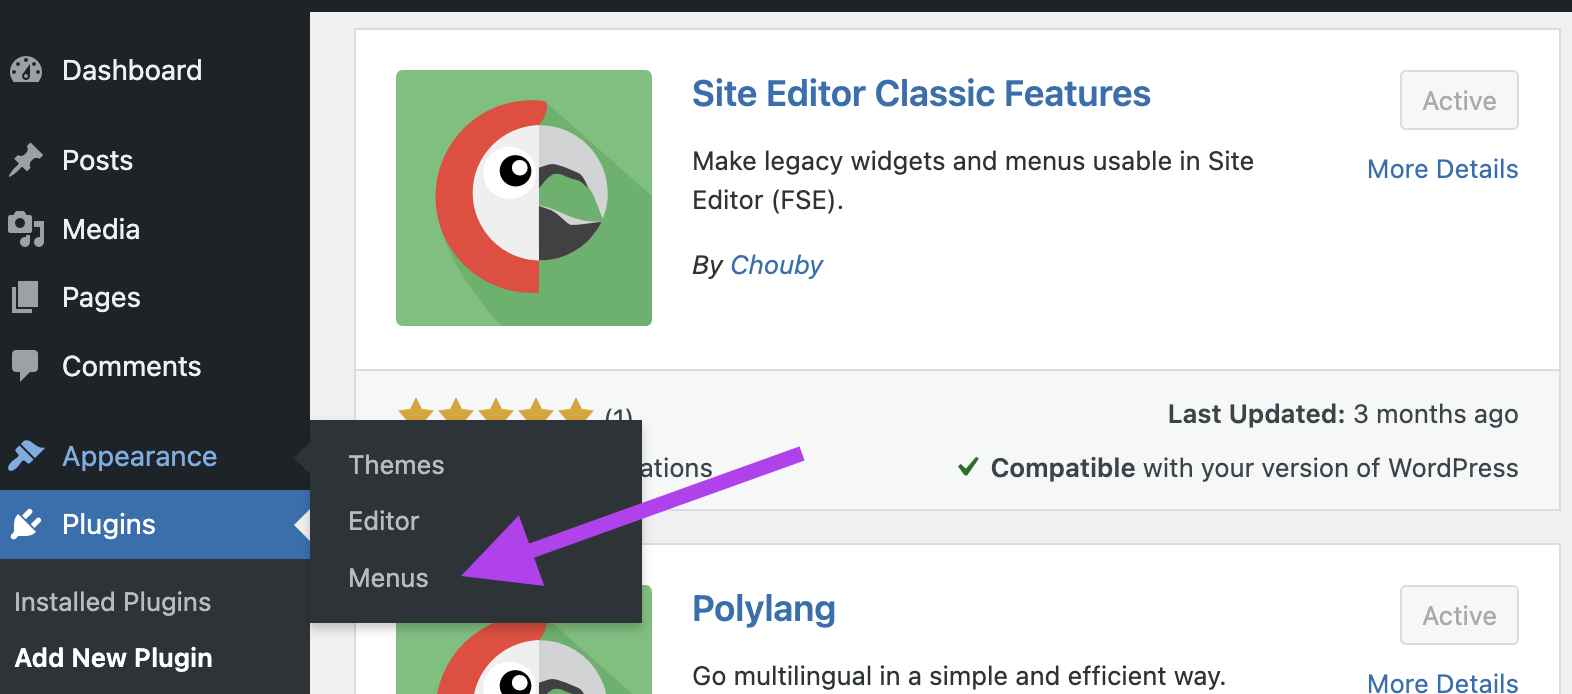 Dashboard
Posts
Media
Pages
Comments
Appearance
Plugins
Installed Plugins
Add New Plugin
Themes
Editor
Menus
Site Editor Classic Features
Make legacy widgets and menus usable in Site
Editor (FSE).
By Chouby
Active
More Details
(1)
Last Updated: 3 months ago
Compatible with your version of WordPress
Polylang
Go multilingual in a simple and efficient way.
Active
More Details